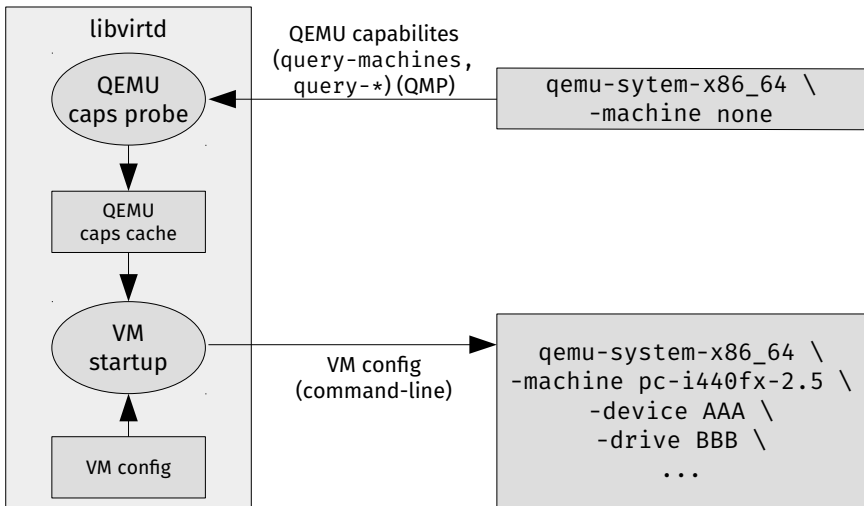 libvirtd
QEMU
caps probe
QEMU capabilites
(query-machines,
query-*) (QMP)
qemu-sytem-x86_64 \
-machine none
QEMU
caps cache
VM
startup
VM config
(command-line)
qemu-system-x86_64 \
-machine pc-i440fx-2.5 \
-device AAA \
-drive BBB \
...
VM config